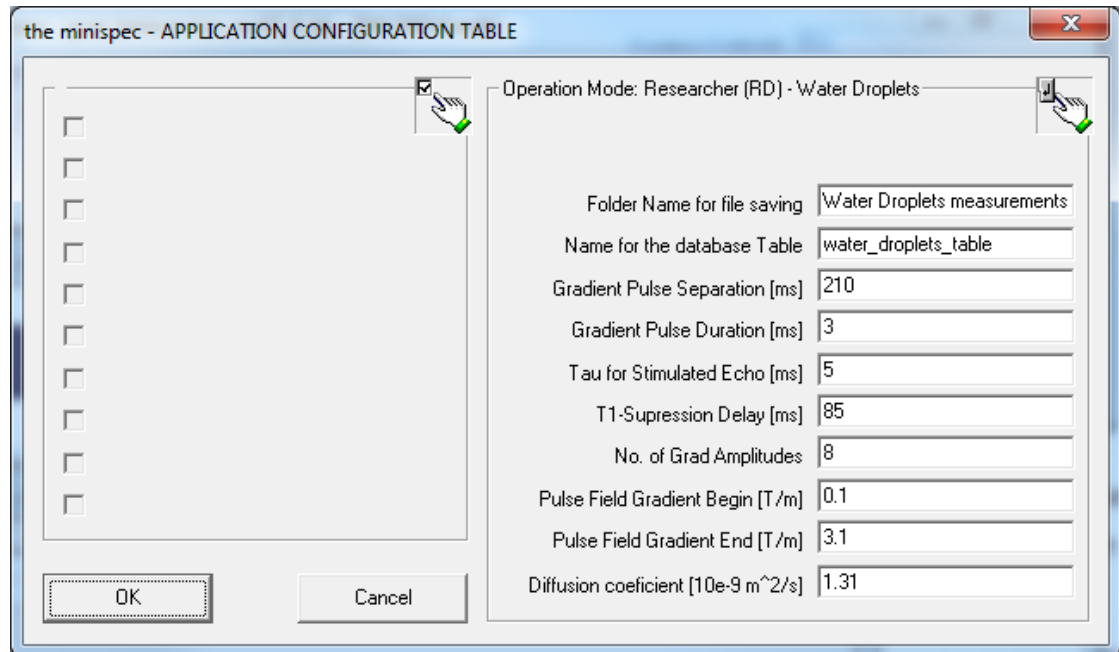 the minispec - APPLICATION CONFIGURATION TABLE
Operation Mode: Researcher (RD) - Water Droplets
Folder Name for file saving Water Droplets measurements
Name for the database Table water_droplets_table
Gradient Pulse Separation [ms] 210
Gradient Pulse Duration [ms] 3
Tau for Stimulated Echo [ms] 5
T1-Supression Delay [ms] 85
No. of Grad Amplitudes 8
Pulse Field Gradient Begin [T/m] 0.1
Pulse Field Gradient End [T/m] 3.1
Diffusion coeficient [10e-9 m^2/s] 1.31
OK Cancel